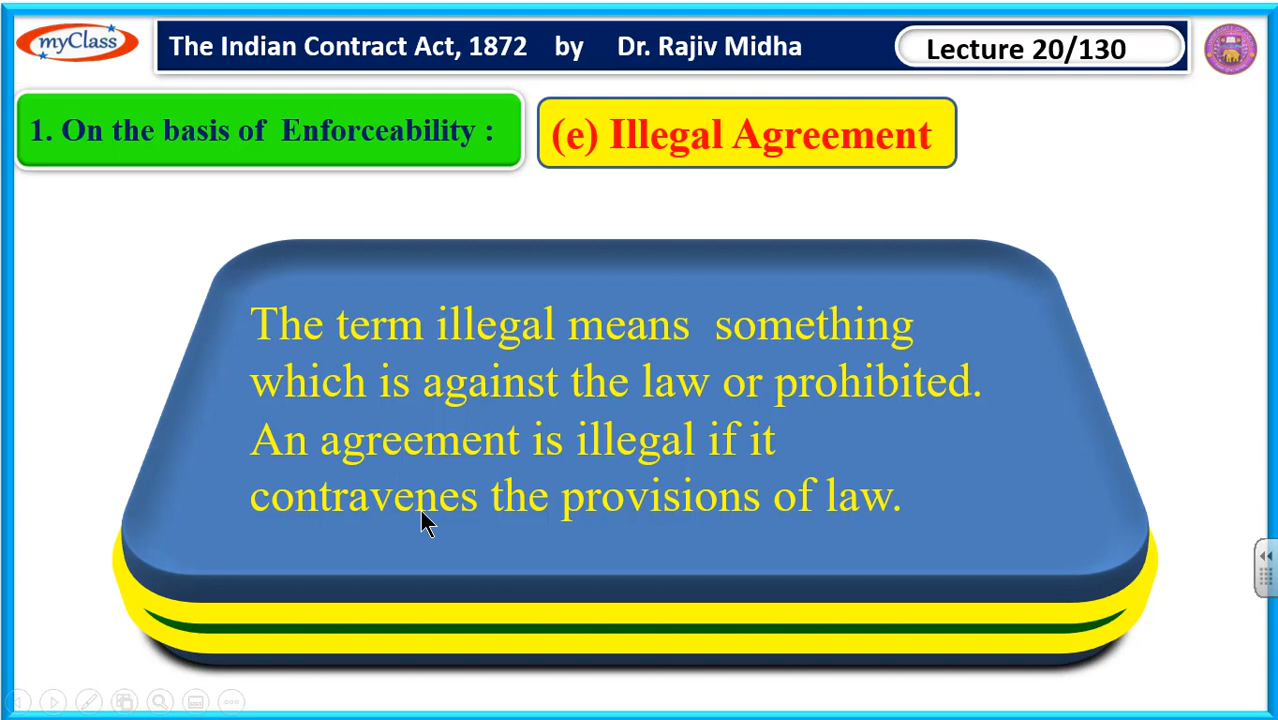 myClass
The Indian Contract Act, 1872 by Dr. Rajiv Midha
Lecture 20/130
1. On the basis of Enforceability :
(e) Illegal Agreement
The term illegal means something
which is against the law or prohibited.
An agreement is illegal if it
contravenes the provisions of law.